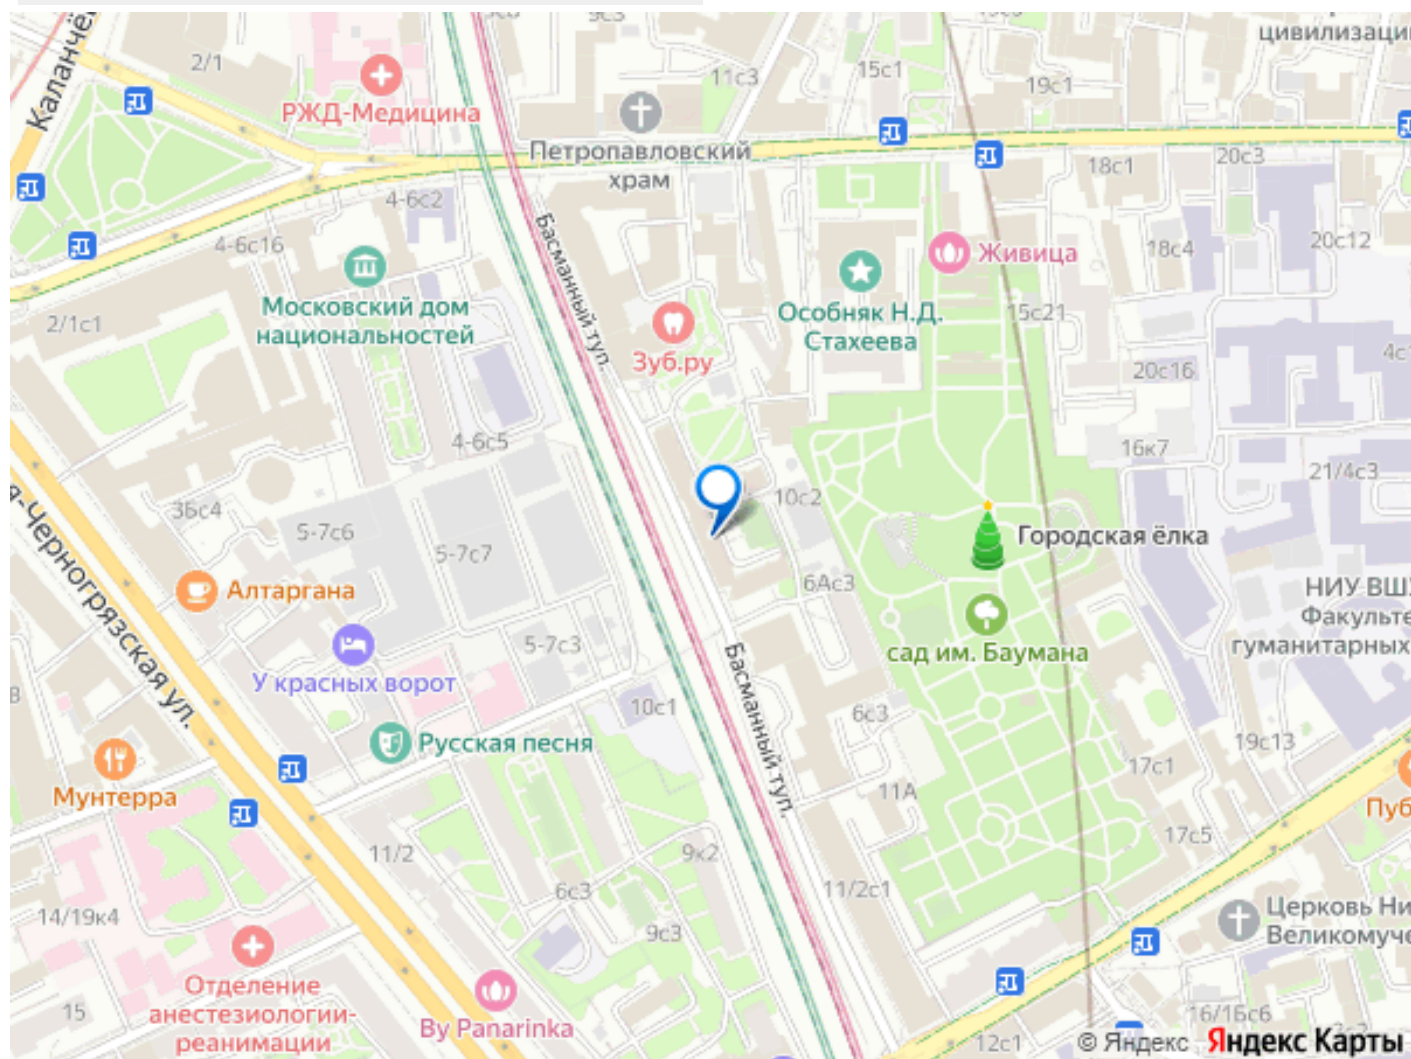 цивилизаци
2/1
11с3
15с1
19с1
РЖД-Медицина
Петропавловский
храм
18с1
20с3
4-6с2
4-6с16
Басманный туп.
Живица
18с4
20с12
Московский дом
национальностей
Особняк Н.Д.
Стахеева
15с21
2/1с1
Зуб.ру
4с
20с16
4-6с5
16к7
21/4с3
3Бс4
5-7с6
5-7с7
10с2
Городская ёлка
Алтаргана
6Ас3
НИУ ВШ
Факульте
гуманитарных
5-7с3
сад им. Баумана
У красных ворот
я-Черногрязская ул.
10с1
Басманный туп.
6с3
Русская песня
19с13
17с1
Мунтерра
11А
Пуб
17с5
11/2
9к2
6с3
11/2с1
14/19к4
9с3
Церковь Ни
Великомуче
Отделение
анестезиологии-
реанимации
15
By Panarinka
16/16с6
12с1
© Яндекс Яндекс Карты